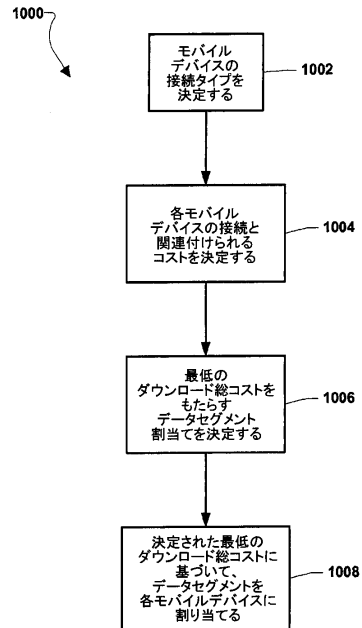 1000
モバイル
デバイスの
接続タイプを
決定する
1002
各モバイル
デバイスの接続と
関連付けられる
コストを決定する
1004
最低の
ダウンロード総コストを
もたらす
データセグメント
割当てを決定する
1006
決定された最低の
ダウンロード総コストに
基づいて、
データセグメントを
各モバイルデバイスに
割り当てる
1008